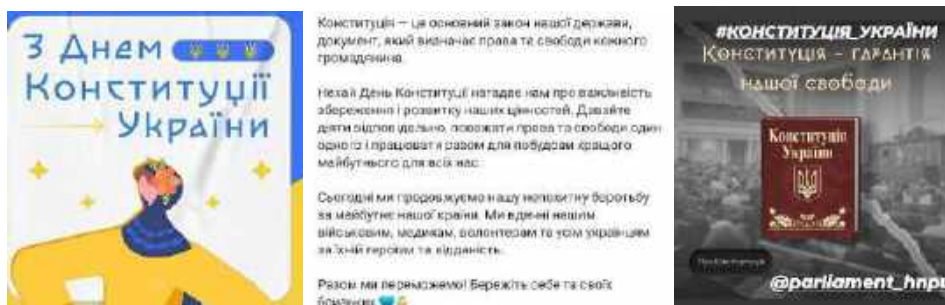 З Днем
Конституції
України
Конституція — це основний закон нашої держави,
документ, який визначає права та свободи кожного
громадянина.
Нехай День Конституції нагадає нам про важливість
збереження і розвитку наших цінностей. Давайте
діяти відповідально, поважати права та свободи один
одного і працювати разом для побудови кращого
майбутнього для всіх нас.
Сьогодні ми продовжуємо нашу непохитну боротьбу
за майбутнє нашої країни. Ми вдячні нашим
військовим, медикам, волонтерам та усім українцям
за їхній героїзм та відданість.
Разом ми переможемо! Бережіть себе та своїх
близьких
#КОНСТИТУЦІЯ_УКРАЇНИ
Конституція - гарантія
нашої свободи
Конституція
України
@parliament_hnpu